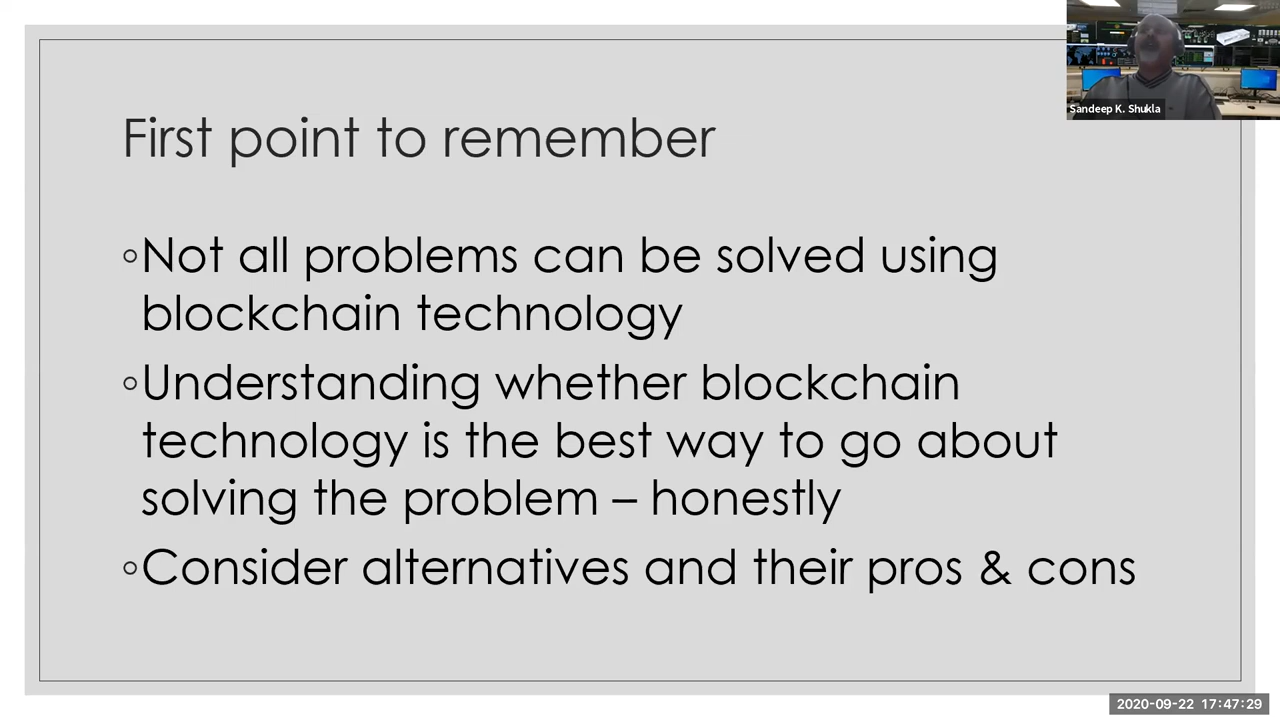 Sandeep K. Shukla
First point to remember
◦Not all problems can be solved using
blockchain technology
◦Understanding whether blockchain
technology is the best way to go about
solving the problem – honestly
◦Consider alternatives and their pros & cons
2020-09-22 17:47:29